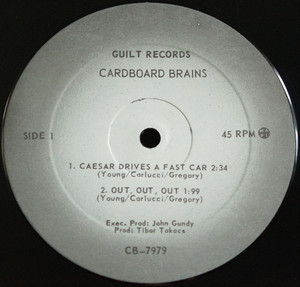 GUILT RECORDS
CARDBOARD BRAINS
SIDE 1
45 RPM
1. CAESAR DRIVES A FAST CAR 2:34
(Young/Carlucci/Gregory)
2. OUT, OUT, OUT 1:99
(Young/Carlucci/Gregory)
Exec. Prod: John Gundy
Prod: Tibor Takacs
CB-7979